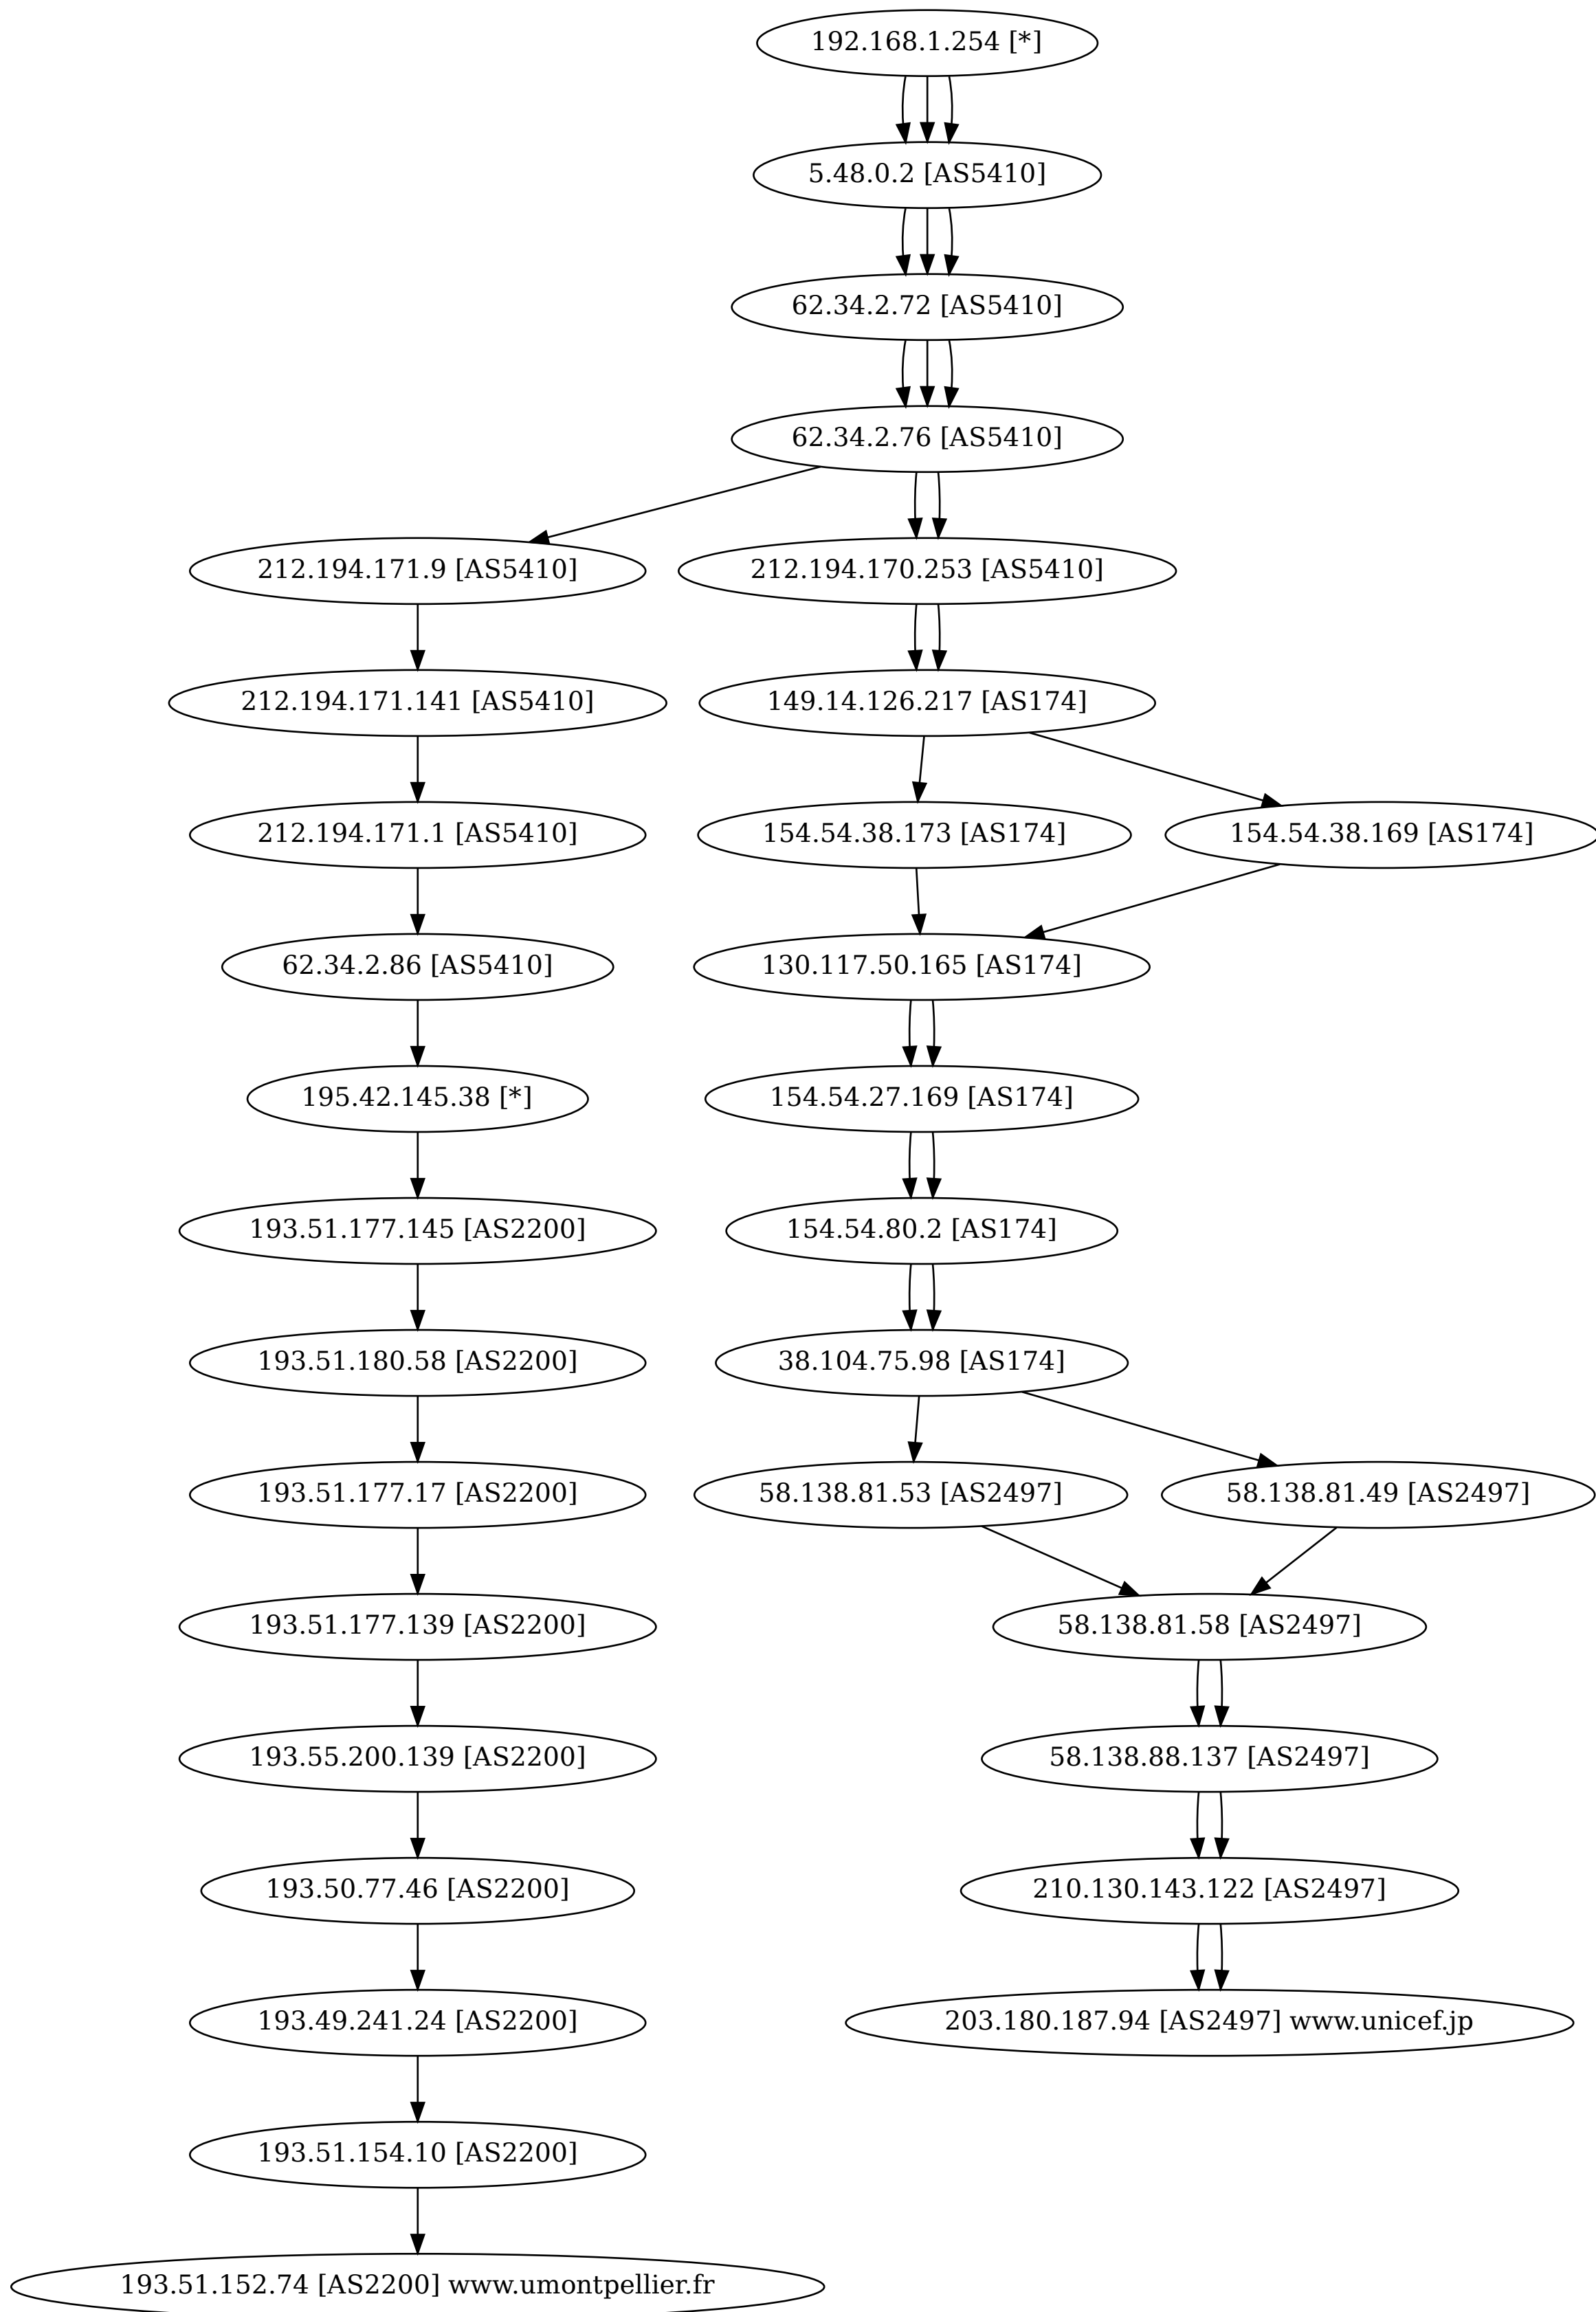 192.168.1.254 [*]
5.48.0.2 [AS5410]
62.34.2.72 [AS5410]
62.34.2.76 [AS5410]
212.194.171.9 [AS5410]
212.194.170.253 [AS5410]
212.194.171.141 [AS5410]
149.14.126.217 [AS174]
212.194.171.1 [AS5410]
154.54.38.173 [AS174]
154.54.38.169 [AS174]
62.34.2.86 [AS5410]
130.117.50.165 [AS174]
195.42.145.38 [*]
154.54.27.169 [AS174]
193.51.177.145 [AS2200]
154.54.80.2 [AS174]
193.51.180.58 [AS2200]
38.104.75.98 [AS174]
193.51.177.17 [AS2200]
58.138.81.53 [AS2497]
58.138.81.49 [AS2497]
193.51.177.139 [AS2200]
58.138.81.58 [AS2497]
193.55.200.139 [AS2200]
58.138.88.137 [AS2497]
193.50.77.46 [AS2200]
210.130.143.122 [AS2497]
193.49.241.24 [AS2200]
203.180.187.94 [AS2497] www.unicef.jp
193.51.154.10 [AS2200]
193.51.152.74 [AS2200] www.umontpellier.fr